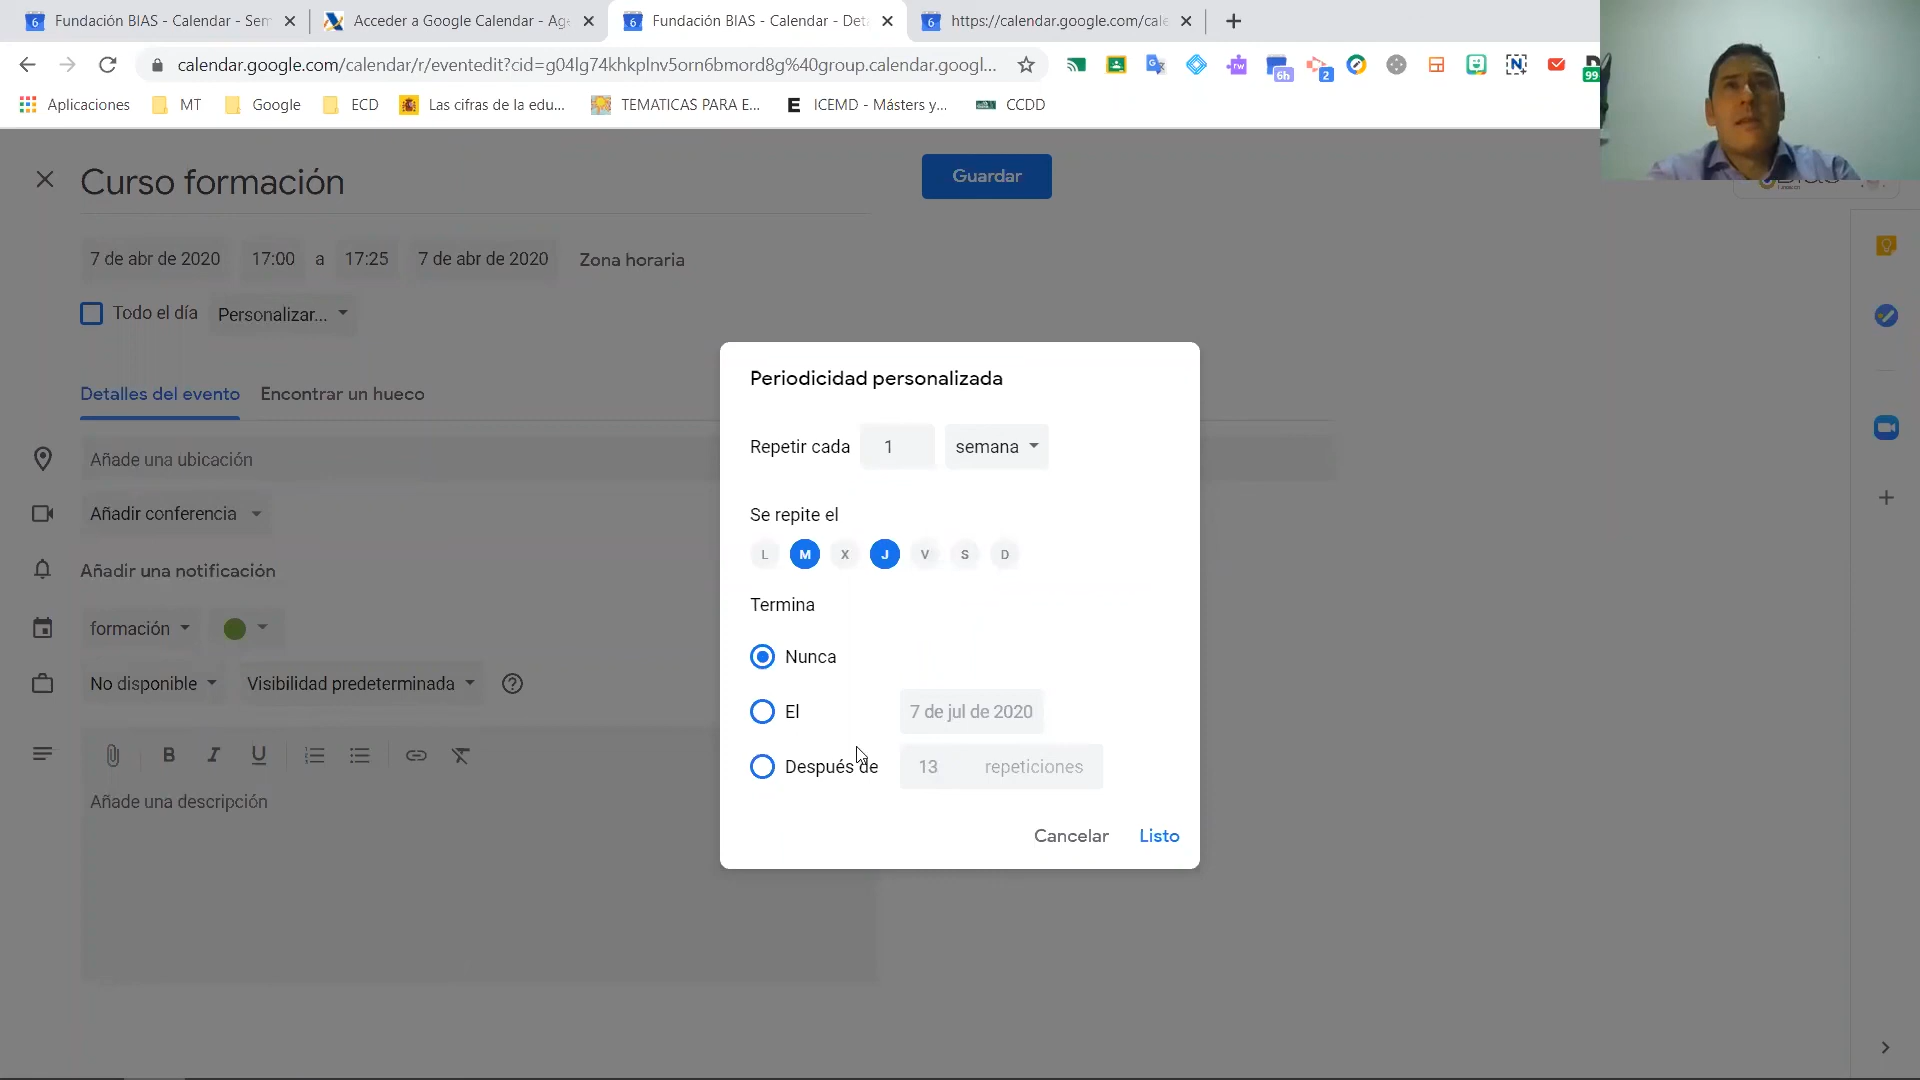 Fundación BIAS - Calendar - Sem
Acceder a Google Calendar - Ag
Fundación BIAS - Calendar - Det
https://calendar.google.com/cale
calendar.google.com/calendar/r/eventedit?cid=g04lg74khkplnv5orn6bmord8g%40group.calendar.googl...
6h
2
99
Aplicaciones
MT
Google
ECD
Las cifras de la edu...
TEMATICAS PARA E...
ICEMD - Másters y...
CCDD
Curso formación
Guardar
7 de abr de 2020
17:00
a
17:25
7 de abr de 2020
Zona horaria
Todo el día
Personalizar...
Detalles del evento
Encontrar un hueco
Añade una ubicación
Añadir conferencia
Añadir una notificación
formación
No disponible
Visibilidad predeterminada
B I U
Añade una descripción
Periodicidad personalizada
Repetir cada 1 semana
Se repite el
L M X J V S D
Termina
Nunca
El 7 de jul de 2020
Después de 13 repeticiones
Cancelar Listo